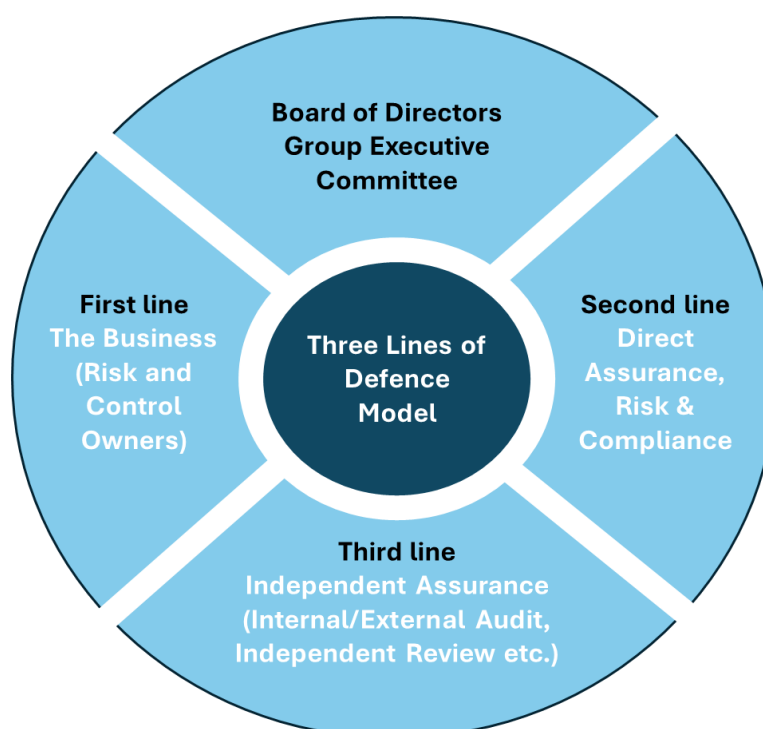 Board of Directors
Group Executive
Committee
First line
The Business
(Risk and
Control
Owners)
Three Lines of
Defence
Model
Second line
Direct
Assurance,
Risk &
Compliance
Third line
Independent Assurance
(Internal/External Audit,
Independent Review etc.)